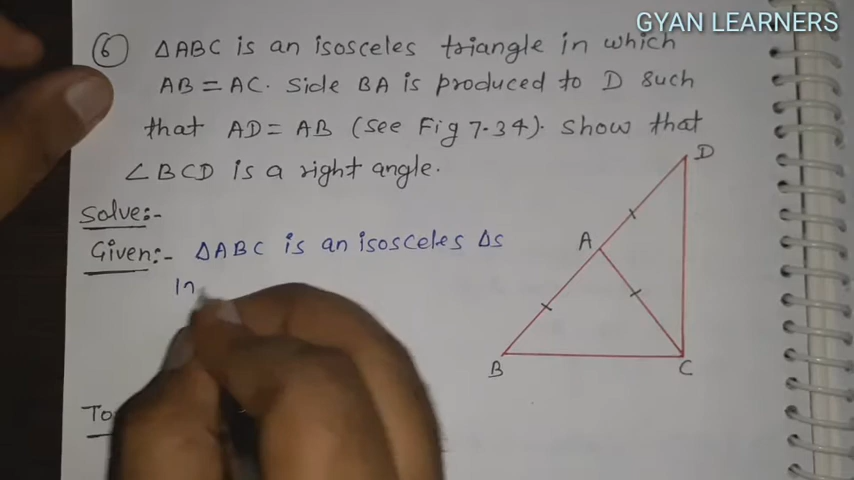 GYAN LEARNERS
6 ΔABC is an isosceles triangle in which
AB = AC. Side BA is produced to D such
that AD = AB (see Fig 7.34). Show that
∠BCD is a right angle.
Solve:-
Given:- ΔABC is an isosceles Δs
In
To
D
A
B
C